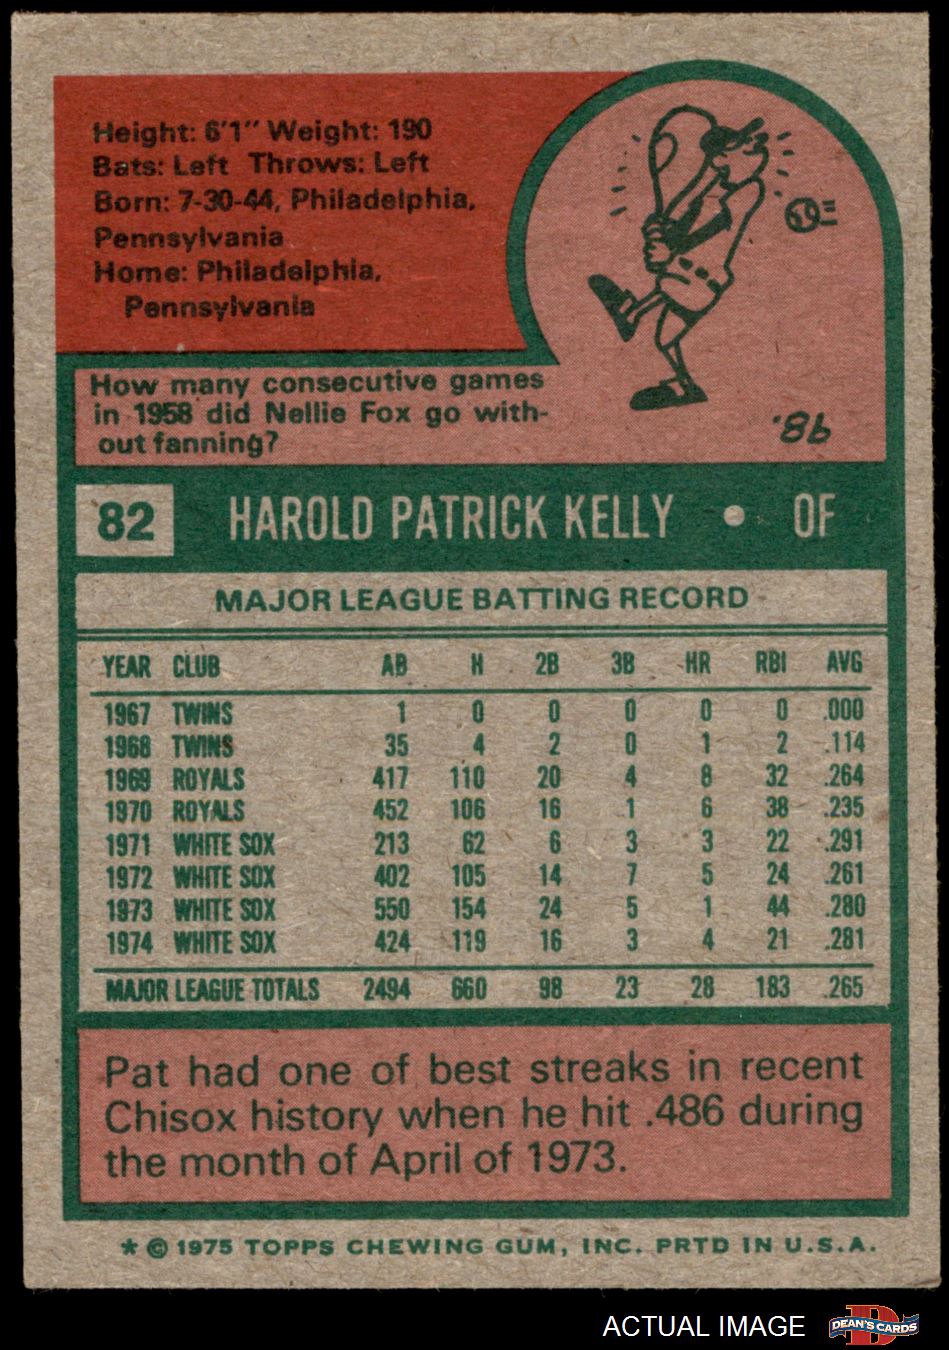 Height: 6'1" Weight: 190
Bats: Left Throws: Left
Born: 7-30-44, Philadelphia,
Pennsylvania
Home: Philadelphia,
Pennsylvania
How many consecutive games
in 1958 did Nellie Fox go with-
out fanning?
'86
82 HAROLD PATRICK KELLY • OF
MAJOR LEAGUE BATTING RECORD
YEAR CLUB AB H 2B 3B HR RBI AVG
1967 TWINS 1 0 0 0 0 0 .000
1968 TWINS 35 4 2 0 1 2 .114
1969 ROYALS 417 110 20 4 8 32 .264
1970 ROYALS 452 106 16 1 6 38 .235
1971 WHITE SOX 213 62 6 3 3 22 .291
1972 WHITE SOX 402 105 14 7 5 24 .261
1973 WHITE SOX 550 154 24 5 1 44 .280
1974 WHITE SOX 424 119 16 3 4 21 .281
MAJOR LEAGUE TOTALS 2494 660 98 23 28 183 .265
Pat had one of best streaks in recent
Chisox history when he hit .486 during
the month of April of 1973.
* © 1975 TOPPS CHEWING GUM, INC. PRTD IN U.S.A.
ACTUAL IMAGE
DEAN'S CARDS